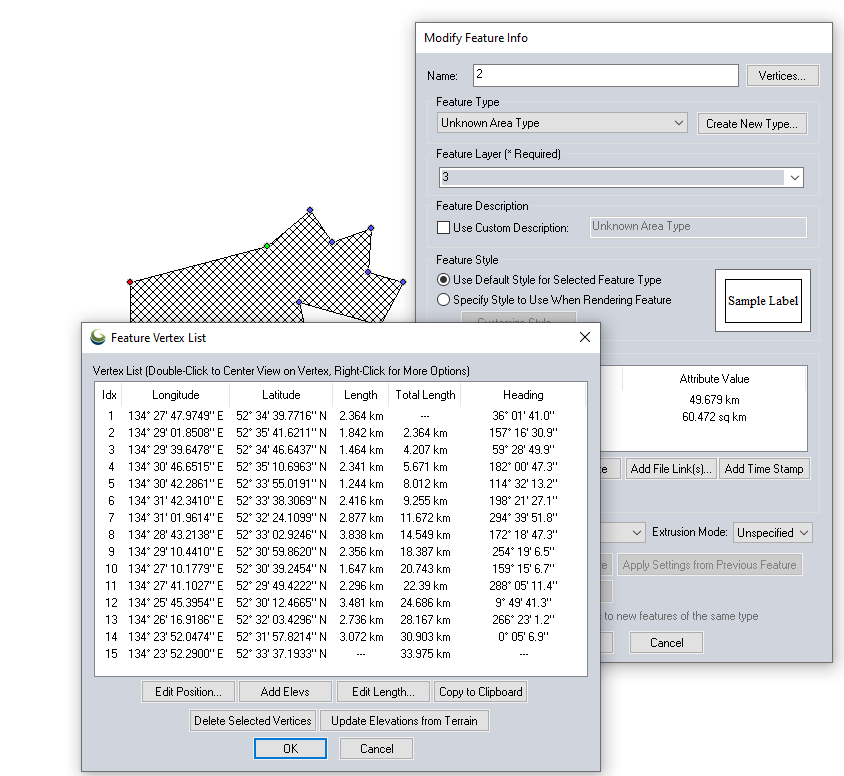 Modify Feature Info
Name: 2 Vertices...
Feature Type
Unknown Area Type Create New Type...
Feature Layer (* Required)
3
Feature Description
Use Custom Description: Unknown Area Type
Feature Style
Use Default Style for Selected Feature Type
Specify Style to Use When Rendering Feature
Sample Label
Customize Style...
Attribute Value
49.679 km
60.472 sq km
te Add File Link(s)... Add Time Stamp
Extrusion Mode: Unspecified
e Apply Settings from Previous Feature
s to new features of the same type
Cancel
Feature Vertex List
Vertex List (Double-Click to Center View on Vertex, Right-Click for More Options)
Idx Longitude Latitude Length Total Length Heading
1 134° 27' 47.9749" E 52° 34' 39.7716" N 2.364 km --- 36° 01' 41.0"
2 134° 29' 01.8508" E 52° 35' 41.6211" N 1.842 km 2.364 km 157° 16' 30.9"
3 134° 29' 39.6478" E 52° 34' 46.6437" N 1.464 km 4.207 km 59° 28' 49.9"
4 134° 30' 46.6515" E 52° 35' 10.6963" N 2.341 km 5.671 km 182° 00' 47.3"
5 134° 30' 42.2861" E 52° 33' 55.0191" N 1.244 km 8.012 km 114° 32' 13.2"
6 134° 31' 42.3410" E 52° 33' 38.3069" N 2.416 km 9.255 km 198° 21' 27.1"
7 134° 31' 01.9614" E 52° 32' 24.1099" N 2.877 km 11.672 km 294° 39' 51.8"
8 134° 28' 43.2138" E 52° 33' 02.9246" N 3.838 km 14.549 km 172° 18' 47.3"
9 134° 29' 10.4410" E 52° 30' 59.8620" N 2.356 km 18.387 km 254° 19' 6.5"
10 134° 27' 10.1779" E 52° 30' 39.2454" N 1.647 km 20.743 km 159° 15' 6.7"
11 134° 27' 41.1027" E 52° 29' 49.4222" N 2.296 km 22.39 km 288° 05' 11.4"
12 134° 25' 45.3954" E 52° 30' 12.4665" N 3.481 km 24.686 km 9° 49' 41.3"
13 134° 26' 16.9186" E 52° 32' 03.4296" N 2.736 km 28.167 km 266° 23' 1.2"
14 134° 23' 52.0474" E 52° 31' 57.8214" N 3.072 km 30.903 km 0° 05' 6.9"
15 134° 23' 52.2900" E 52° 33' 37.1933" N --- 33.975 km ---
Edit Position... Add Elevs Edit Length... Copy to Clipboard
Delete Selected Vertices Update Elevations from Terrain
OK Cancel